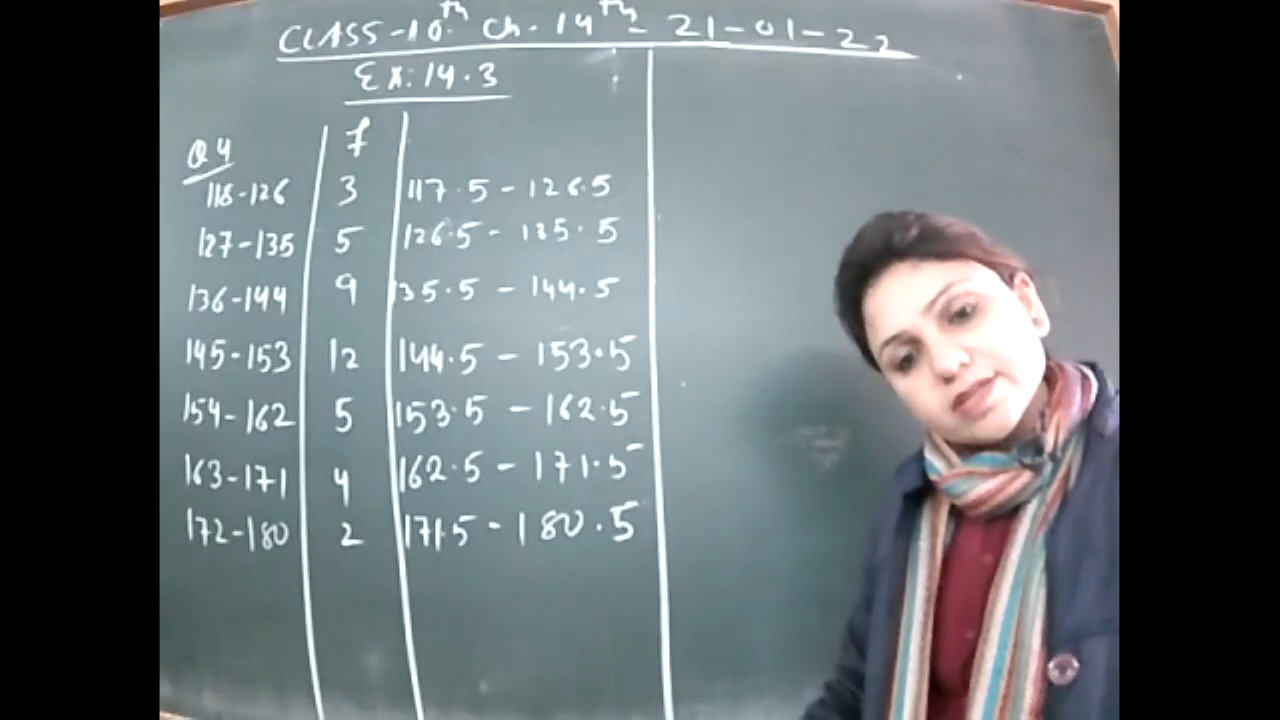 CLASS-10th Ch-14th- 21-01-22
Ex:14.3
Q4 f
118-126 3 117.5-126.5
127-135 5 126.5-135.5
136-144 9 135.5-144.5
145-153 12 144.5-153.5
154-162 5 153.5-162.5
163-171 4 162.5-171.5
172-180 2 171.5-180.5